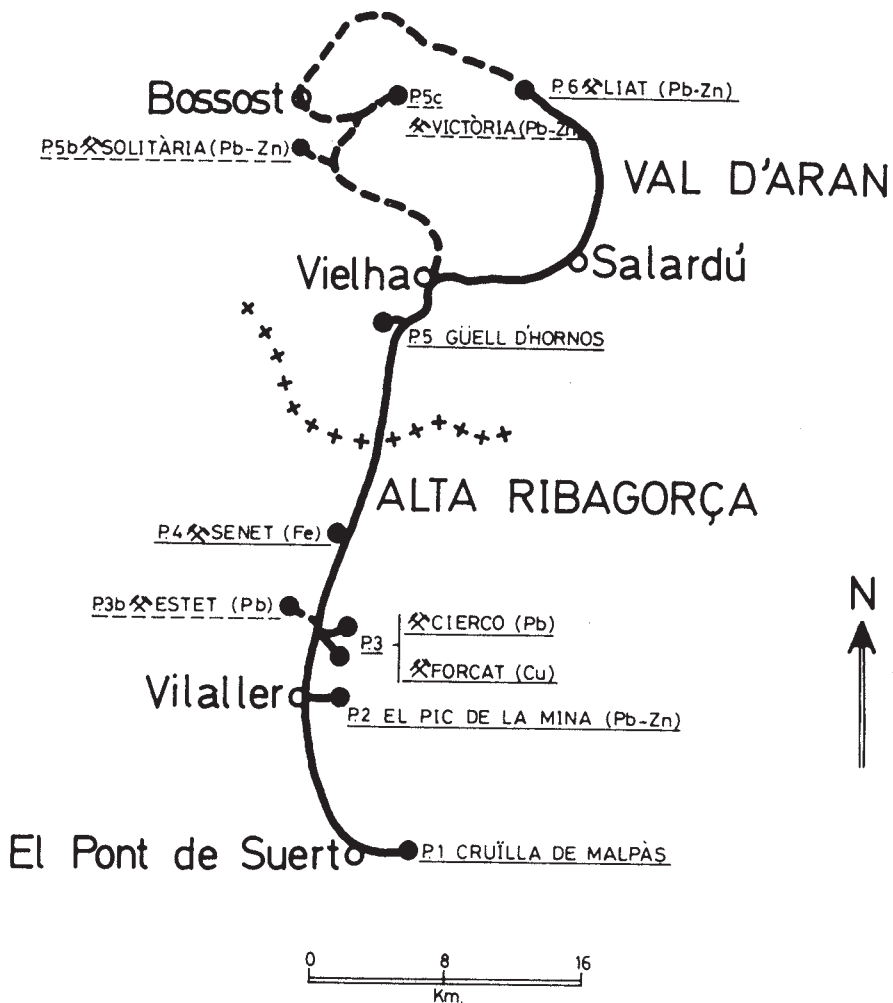 Bossost
P.5c
P.6 LIAT (Pb-Zn)
VICTÒRIA (Pb-Zn
P.5b SOLITÀRIA (Pb-Zn)
VAL D'ARAN
Vielha
Salardú
P.5 GÜELL D'HORNOS
ALTA RIBAGORÇA
P.4 SENET (Fe)
P.3b ESTET (Pb)
P.3
CIERCO (Pb)
FORCAT (Cu)
N
Vilaller
P.2 EL PIC DE LA MINA (Pb-Zn)
El Pont de Suert
P.1 CRUÏLLA DE MALPÀS
0 8 16
Km.